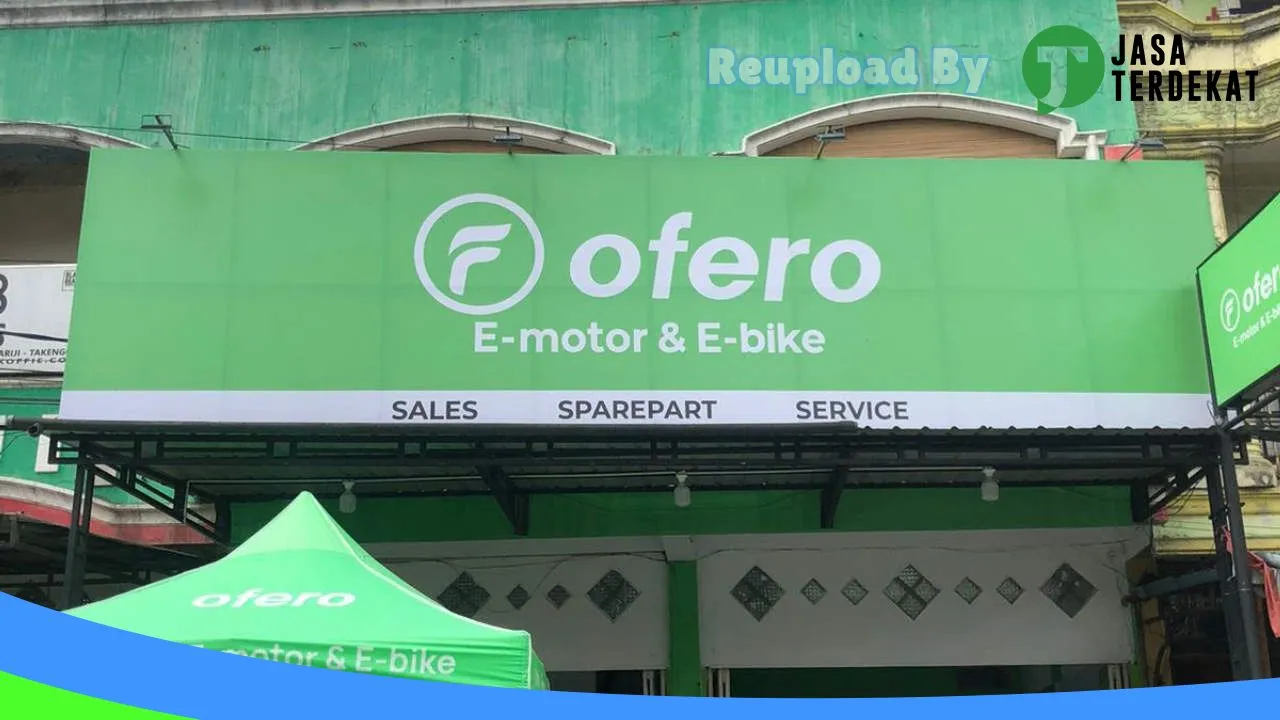 Reupload By
JASA
TERDEKAT
ofero
E-motor & E-bike
SALES SPAREPART SERVICE
ofero
E-motor & E-bike